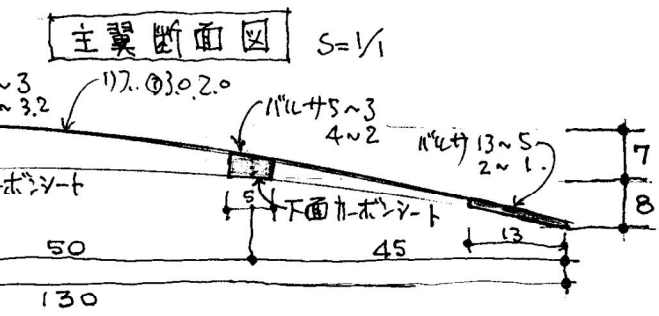 主翼断面図 S=1/1
~3
~3.2
リブ. ⑦3.0, 2.0
バルサ5~3
4~2
バルサ13~5
2~1.
7
ーボンシート
5
下面カーボンシート
8
13
50
45
130